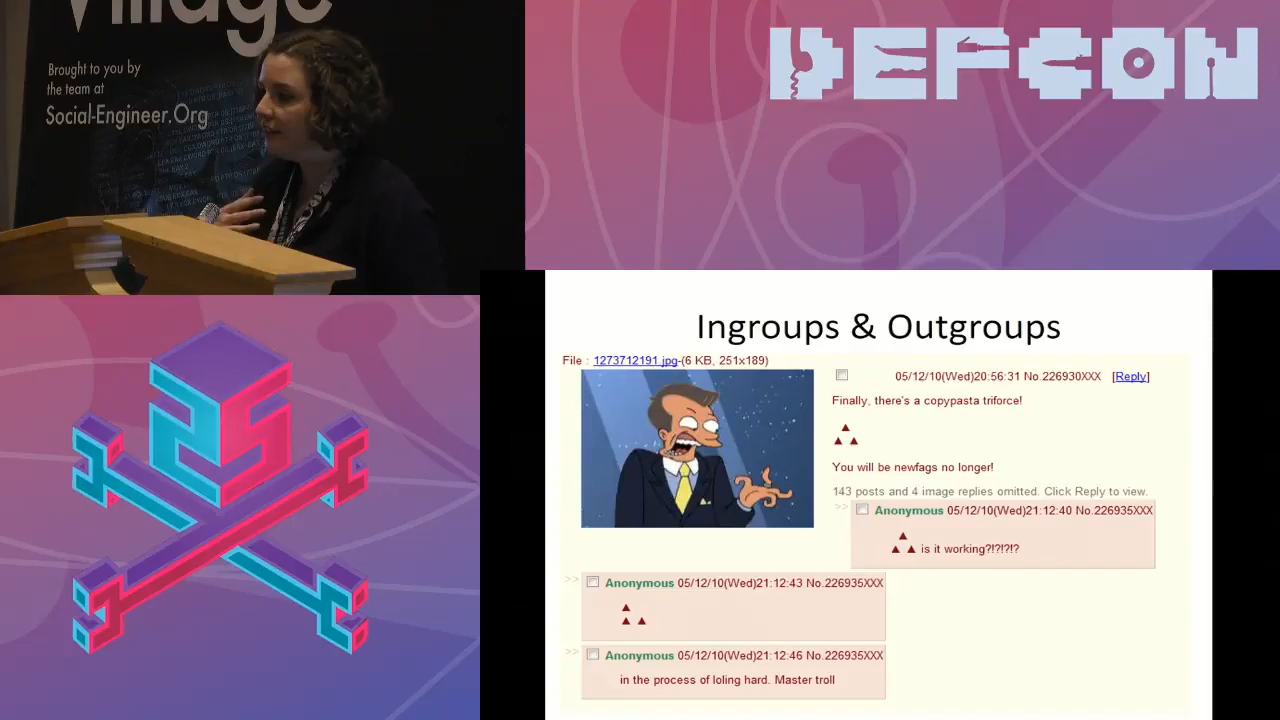 Village
Brought to you by
the team at
Social-Engineer.Org
DEFCON
Ingroups & Outgroups
File : 1273712191.jpg-(6 KB, 251x189)
05/12/10(Wed)20:56:31 No.226930XXX [Reply]
Finally, there's a copypasta triforce!
▲
▲ ▲
You will be newfags no longer!
143 posts and 4 image replies omitted. Click Reply to view.
>> Anonymous 05/12/10(Wed)21:12:40 No.226935XXX
▲
▲ ▲ is it working?!?!?!?
>> Anonymous 05/12/10(Wed)21:12:43 No.226935XXX
▲
▲ ▲
>> Anonymous 05/12/10(Wed)21:12:46 No.226935XXX
in the process of loling hard. Master troll